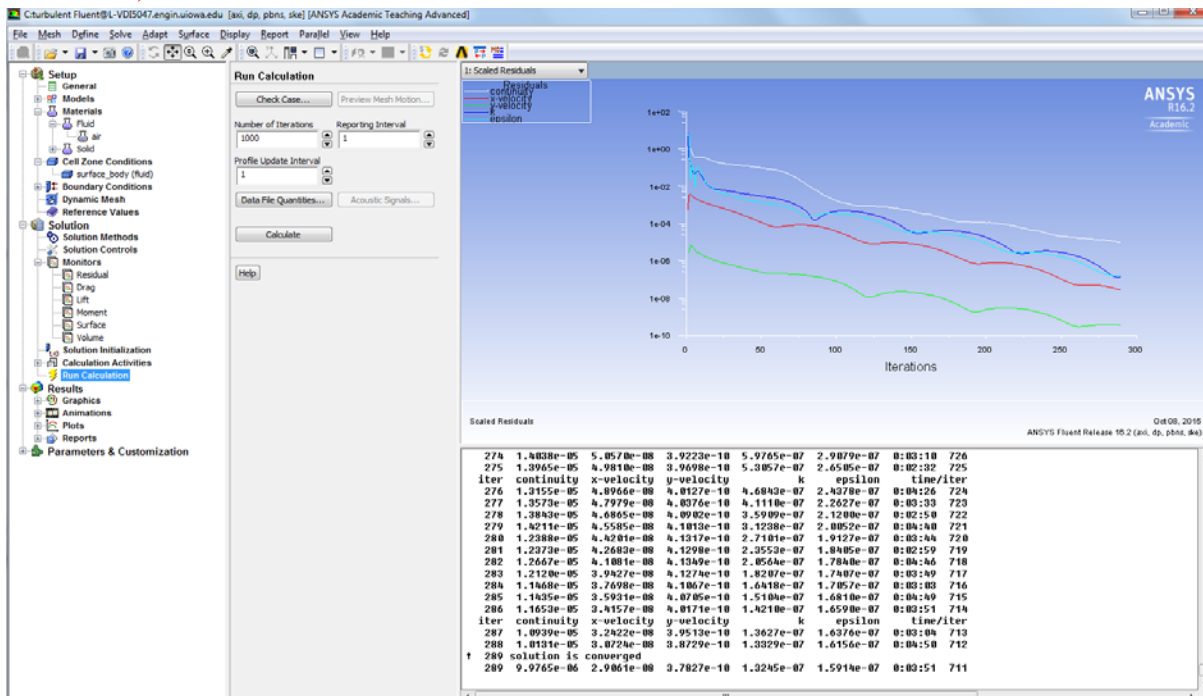 C:turbulent Fluent@L-VDI5047.engin.uiowa.edu [axi, dp, pbns, ske] [ANSYS Academic Teaching Advanced]
File Mesh Define Solve Adapt Surface Display Report Parallel View Help
Setup
General
Models
Materials
Fluid
air
Solid
Cell Zone Conditions
surface_body (fluid)
Boundary Conditions
Dynamic Mesh
Reference Values
Solution
Solution Methods
Solution Controls
Monitors
Residual
Drag
Lift
Moment
Surface
Volume
Solution Initialization
Calculation Activities
Run Calculation
Results
Graphics
Animations
Plots
Reports
Parameters & Customization
Run Calculation
Check Case... Preview Mesh Motion...
Number of Iterations Reporting Interval
1000 1
Profile Update Interval
1
Data File Quantities... Acoustic Signals...
Calculate
Help
1: Scaled Residuals
Residuals
continuity
x-velocity
y-velocity
k
epsilon
ANSYS
R16.2
Academic
1e+02
1e+00
1e-02
1e-04
1e-06
1e-08
1e-10
0 50 100 150 200 250 300
Iterations
Scaled Residuals
Oct 08, 2016
ANSYS Fluent Release 16.2 (axi, dp, pbns, ske)
274 1.4038e-05 5.0570e-08 3.9223e-10 5.9765e-07 2.9079e-07 0:03:10 726
275 1.3965e-05 4.9810e-08 3.9698e-10 5.3057e-07 2.6505e-07 0:02:32 725
iter continuity x-velocity y-velocity k epsilon time/iter
276 1.3155e-05 4.8966e-08 4.0127e-10 4.6843e-07 2.4378e-07 0:04:26 724
277 1.3573e-05 4.7979e-08 4.0376e-10 4.1110e-07 2.2627e-07 0:03:33 723
278 1.3843e-05 4.6865e-08 4.0902e-10 3.5909e-07 2.1200e-07 0:02:50 722
279 1.4211e-05 4.5585e-08 4.1013e-10 3.1238e-07 2.0052e-07 0:04:40 721
280 1.2388e-05 4.4201e-08 4.1317e-10 2.7101e-07 1.9127e-07 0:03:44 720
281 1.2373e-05 4.2683e-08 4.1298e-10 2.3553e-07 1.8405e-07 0:02:59 719
282 1.2667e-05 4.1081e-08 4.1349e-10 2.0564e-07 1.7840e-07 0:04:46 718
283 1.2120e-05 3.9427e-08 4.1274e-10 1.8207e-07 1.7407e-07 0:03:49 717
284 1.1468e-05 3.7698e-08 4.1067e-10 1.6418e-07 1.7057e-07 0:03:03 716
285 1.1435e-05 3.5931e-08 4.0705e-10 1.5104e-07 1.6810e-07 0:04:49 715
286 1.1653e-05 3.4157e-08 4.0171e-10 1.4210e-07 1.6590e-07 0:03:51 714
iter continuity x-velocity y-velocity k epsilon time/iter
287 1.0939e-05 3.2422e-08 3.9513e-10 1.3627e-07 1.6376e-07 0:03:04 713
288 1.0131e-05 3.0724e-08 3.8729e-10 1.3329e-07 1.6156e-07 0:04:50 712
! 289 solution is converged
289 9.9765e-06 2.9061e-08 3.7827e-10 1.3245e-07 1.5914e-07 0:03:51 711